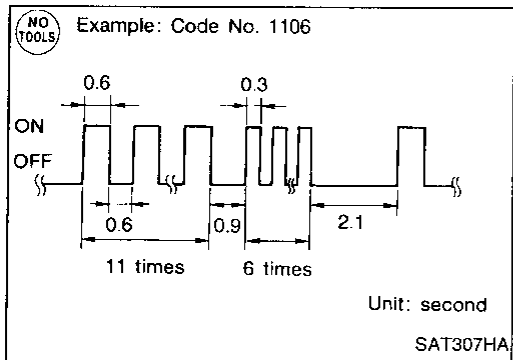 NO TOOLS
Example: Code No. 1106
0.6
0.3
ON
OFF
0.6
0.9
2.1
11 times
6 times
Unit: second
SAT307HA